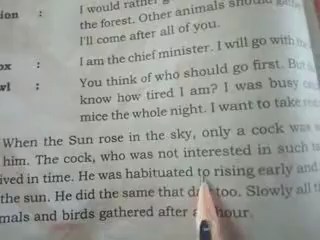 ion : I would rather
the forest. Other animals should
I'll come after all of you.
ox : I am the chief minister. I will go with
wl : You think of who should go first. But
know how tired I am? I was busy
mice the whole night. I want to take
When the Sun rose in the sky, only a cock was
him. The cock, who was not interested in such
ived in time. He was habituated to rising early and
the sun. He did the same that day too. Slowly all
mals and birds gathered after hour.